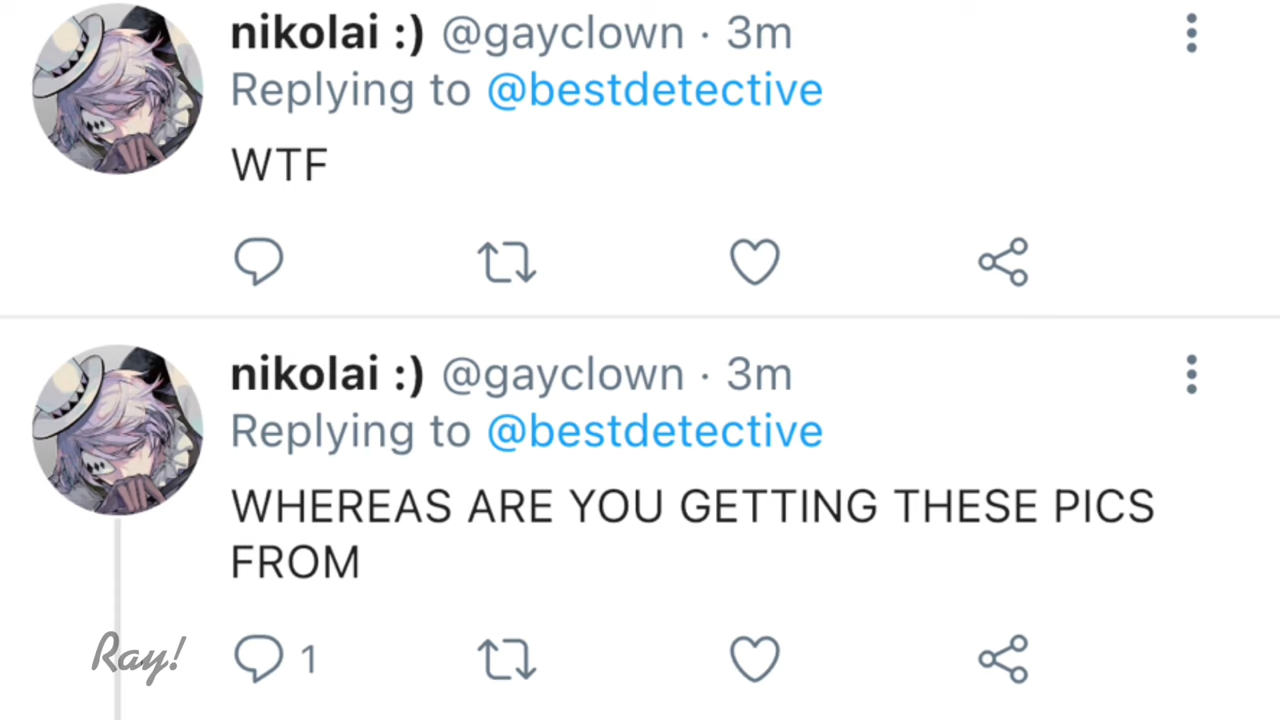 nikolai :) @gayclown · 3m
Replying to @bestdetective
WTF
nikolai :) @gayclown · 3m
Replying to @bestdetective
WHEREAS ARE YOU GETTING THESE PICS
FROM
Ray!
1